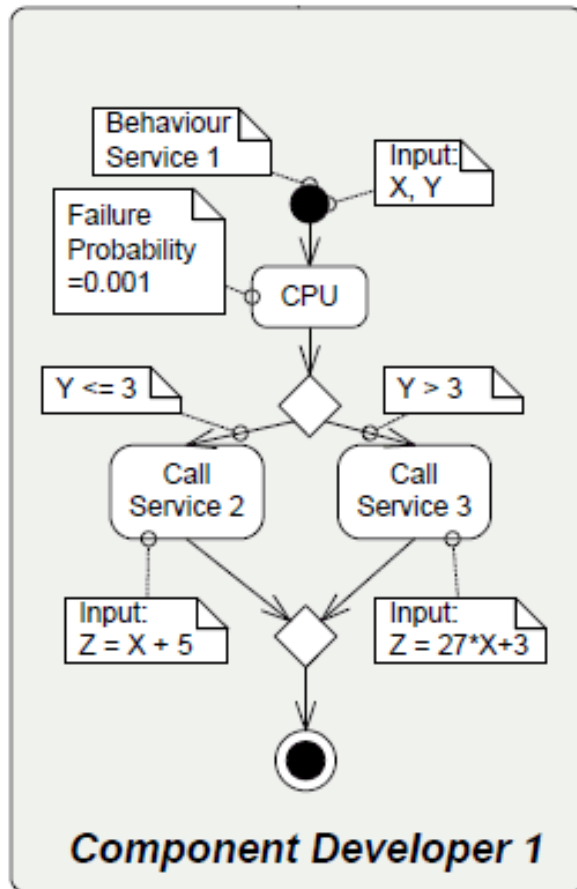 Behaviour
Service 1
Input:
X, Y
Failure
Probability
=0.001
CPU
Y <= 3
Y > 3
Call
Service 2
Call
Service 3
Input:
Z = X + 5
Input:
Z = 27*X+3
Component Developer 1